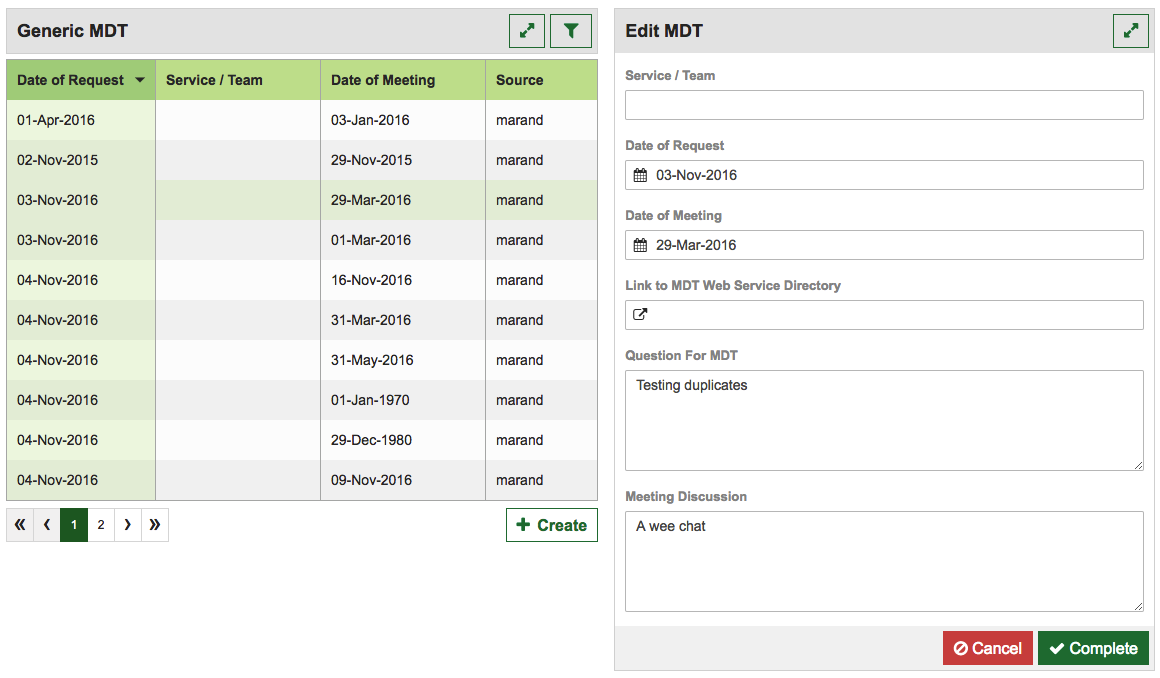 Generic MDT
Date of Request Service / Team Date of Meeting Source
01-Apr-2016 03-Jan-2016 marand
02-Nov-2015 29-Nov-2015 marand
03-Nov-2016 29-Mar-2016 marand
03-Nov-2016 01-Mar-2016 marand
04-Nov-2016 16-Nov-2016 marand
04-Nov-2016 31-Mar-2016 marand
04-Nov-2016 31-May-2016 marand
04-Nov-2016 01-Jan-1970 marand
04-Nov-2016 29-Dec-1980 marand
04-Nov-2016 09-Nov-2016 marand
« ‹ 1 2 › »
+ Create
Edit MDT
Service / Team
Date of Request
03-Nov-2016
Date of Meeting
29-Mar-2016
Link to MDT Web Service Directory
Question For MDT
Testing duplicates
Meeting Discussion
A wee chat
Cancel Complete